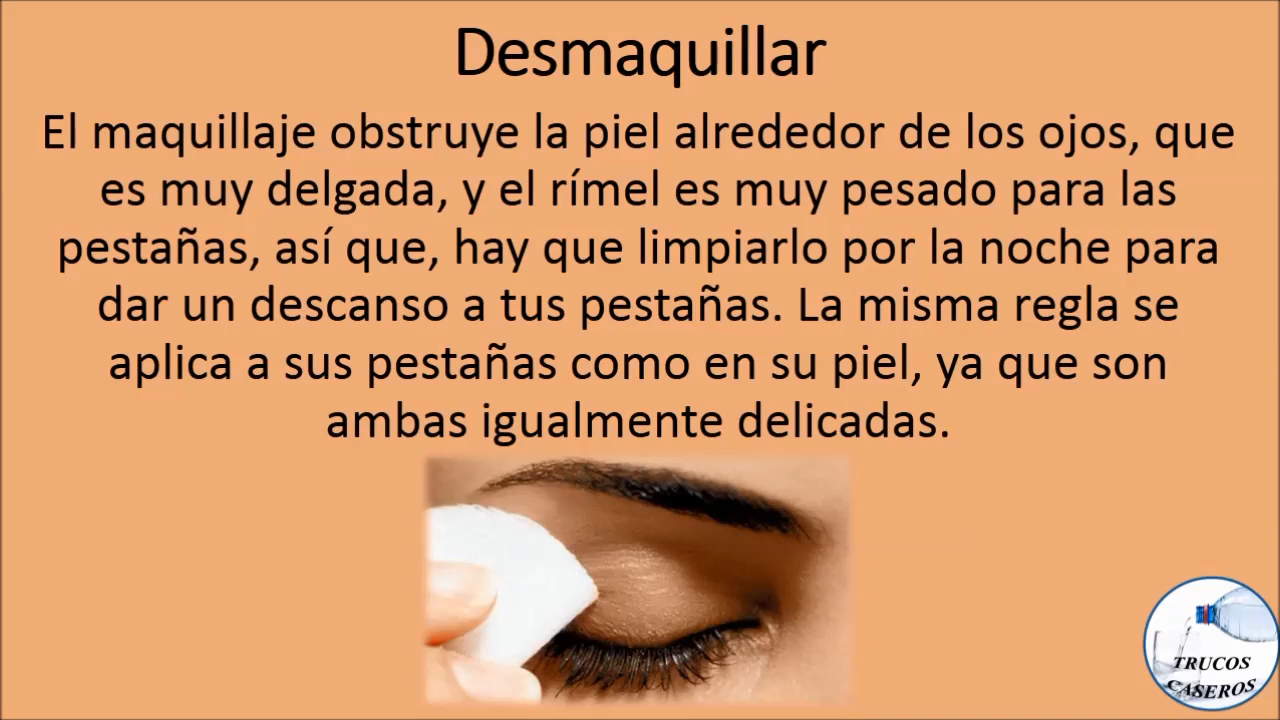 Desmaquillar
El maquillaje obstruye la piel alrededor de los ojos, que
es muy delgada, y el rímel es muy pesado para las
pestañas, así que, hay que limpiarlo por la noche para
dar un descanso a tus pestañas. La misma regla se
aplica a sus pestañas como en su piel, ya que son
ambas igualmente delicadas.
TRUCOS
CASEROS